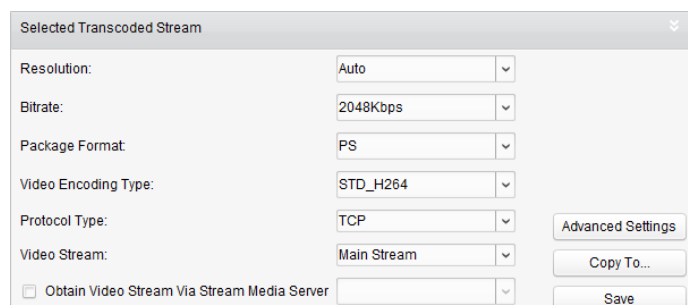 Selected Transcoded Stream
Resolution: Auto
Bitrate: 2048Kbps
Package Format: PS
Video Encoding Type: STD_H264
Protocol Type: TCP
Advanced Settings
Video Stream: Main Stream
Copy To...
Obtain Video Stream Via Stream Media Server
Save